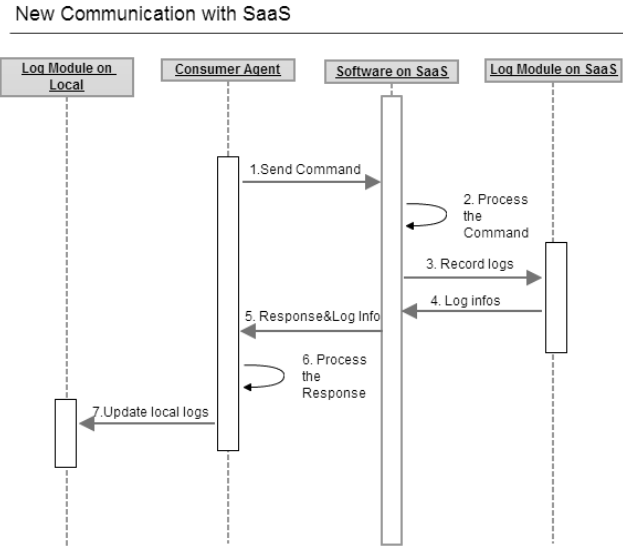 New Communication with SaaS
Log Module on
Local
Consumer Agent
Software on SaaS
Log Module on SaaS
1.Send Command
2. Process
the
Command
3. Record logs
4. Log infos
5. Response&Log Info
6. Process
the
Response
7.Update local logs